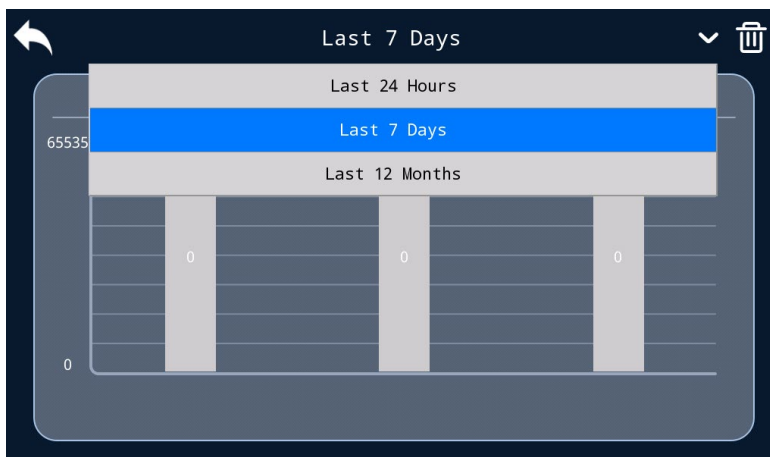 Last 7 Days
Last 24 Hours
Last 7 Days
Last 12 Months
65535
0 0 0
0